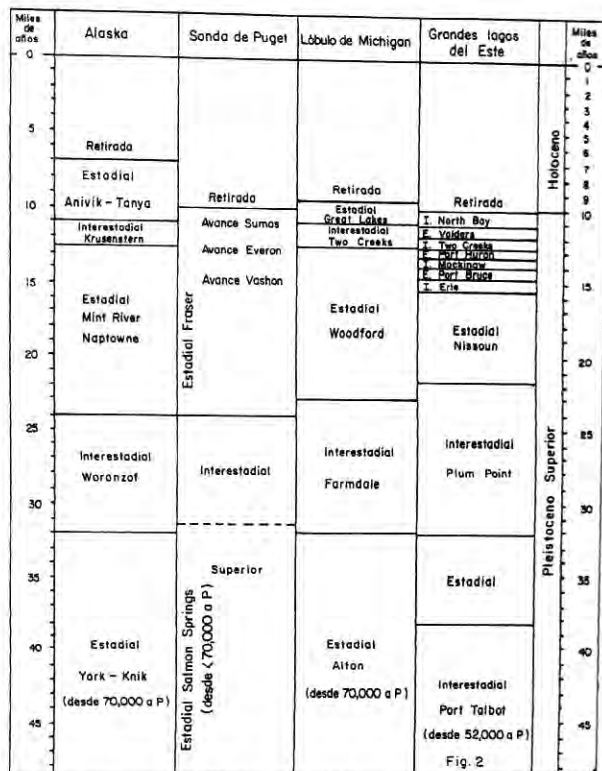 Miles
de
años
Alaska
Sonda de Puget
Lóbulo de Michigan
Grandes lagos
del Este
Miles
de
años
0
5
10
15
20
25
30
35
40
45
Retirada
Estadial
Anivik - Tanya
Interestadial
Krusenstern
Estadial
Mint River
Naptowne
Interestadial
Woronzof
Estadial
York - Knik
(desde 70,000 a P)
Retirada
Avance Sumas
Avance Everon
Avance Vashon
Estadial Fraser
Interestadial
Superior
Estadial Salmon Springs
(desde <70,000 a P)
Retirada
Estadial
Great Lakes
Interestadial
Two Creeks
Estadial
Woodford
Interestadial
Farmdale
Estadial
Alton
(desde 70,000 a P)
Retirada
I. North Bay
E. Valders
I. Two Creeks
E. Port Huron
I. Mackinaw
E. Port Bruce
I. Erie
Estadial
Nissoun
Interestadial
Plum Point
Estadial
Interestadial
Port Talbot
(desde 52,000 a P)
Fig. 2
Holoceno
Pleistoceno Superior
0
1
2
3
4
5
6
7
8
9
10
15
20
25
30
35
40
45